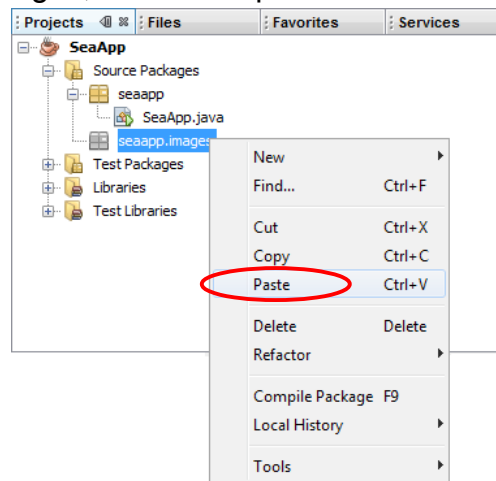 Projects Files Favorites Services
SeaApp
Source Packages
seaapp
SeaApp.java
seaapp.images
Test Packages
Libraries
Test Libraries
New
Find... Ctrl+F
Cut Ctrl+X
Copy Ctrl+C
Paste Ctrl+V
Delete Delete
Refactor
Compile Package F9
Local History
Tools